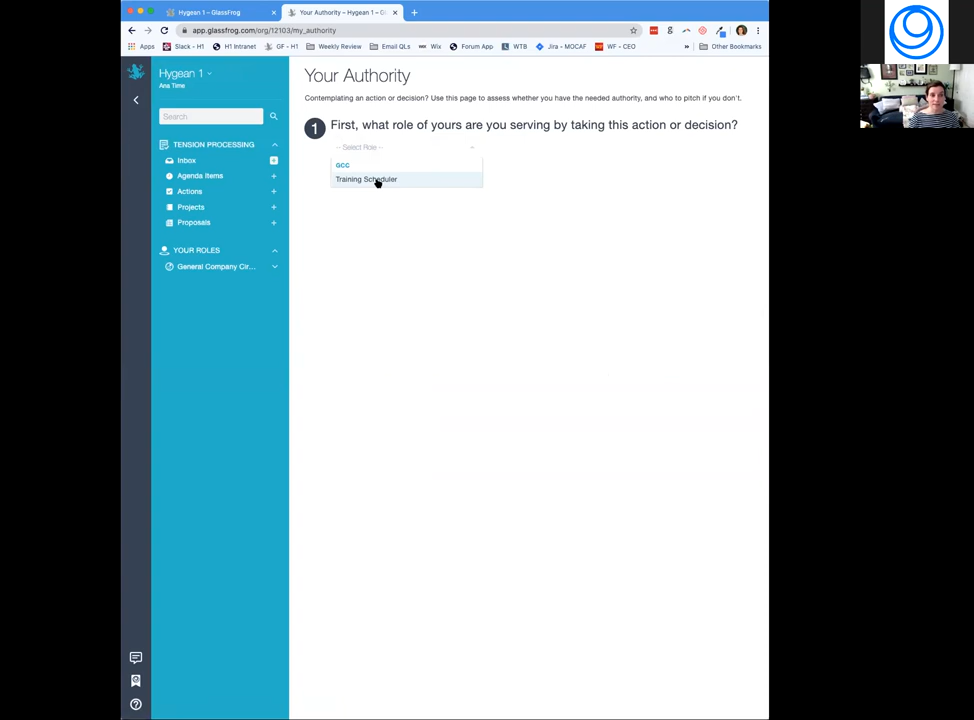 Hygean 1 – GlassFrog
Your Authority – Hygean 1 – G
app.glassfrog.com/org/12103/my_authority
Apps
Slack - H1
H1 Intranet
GF - H1
Weekly Review
Email QLs
Wix
Forum App
WTB
Jira - MOCAF
WF - CEO
»
Other Bookmarks
Hygean 1
Ana Time
Search
TENSION PROCESSING
Inbox
Agenda Items
Actions
Projects
Proposals
YOUR ROLES
General Company Cir...
Your Authority
Contemplating an action or decision? Use this page to assess whether you have the needed authority, and who to pitch if you don't.
1 First, what role of yours are you serving by taking this action or decision?
-- Select Role --
GCC
Training Scheduler